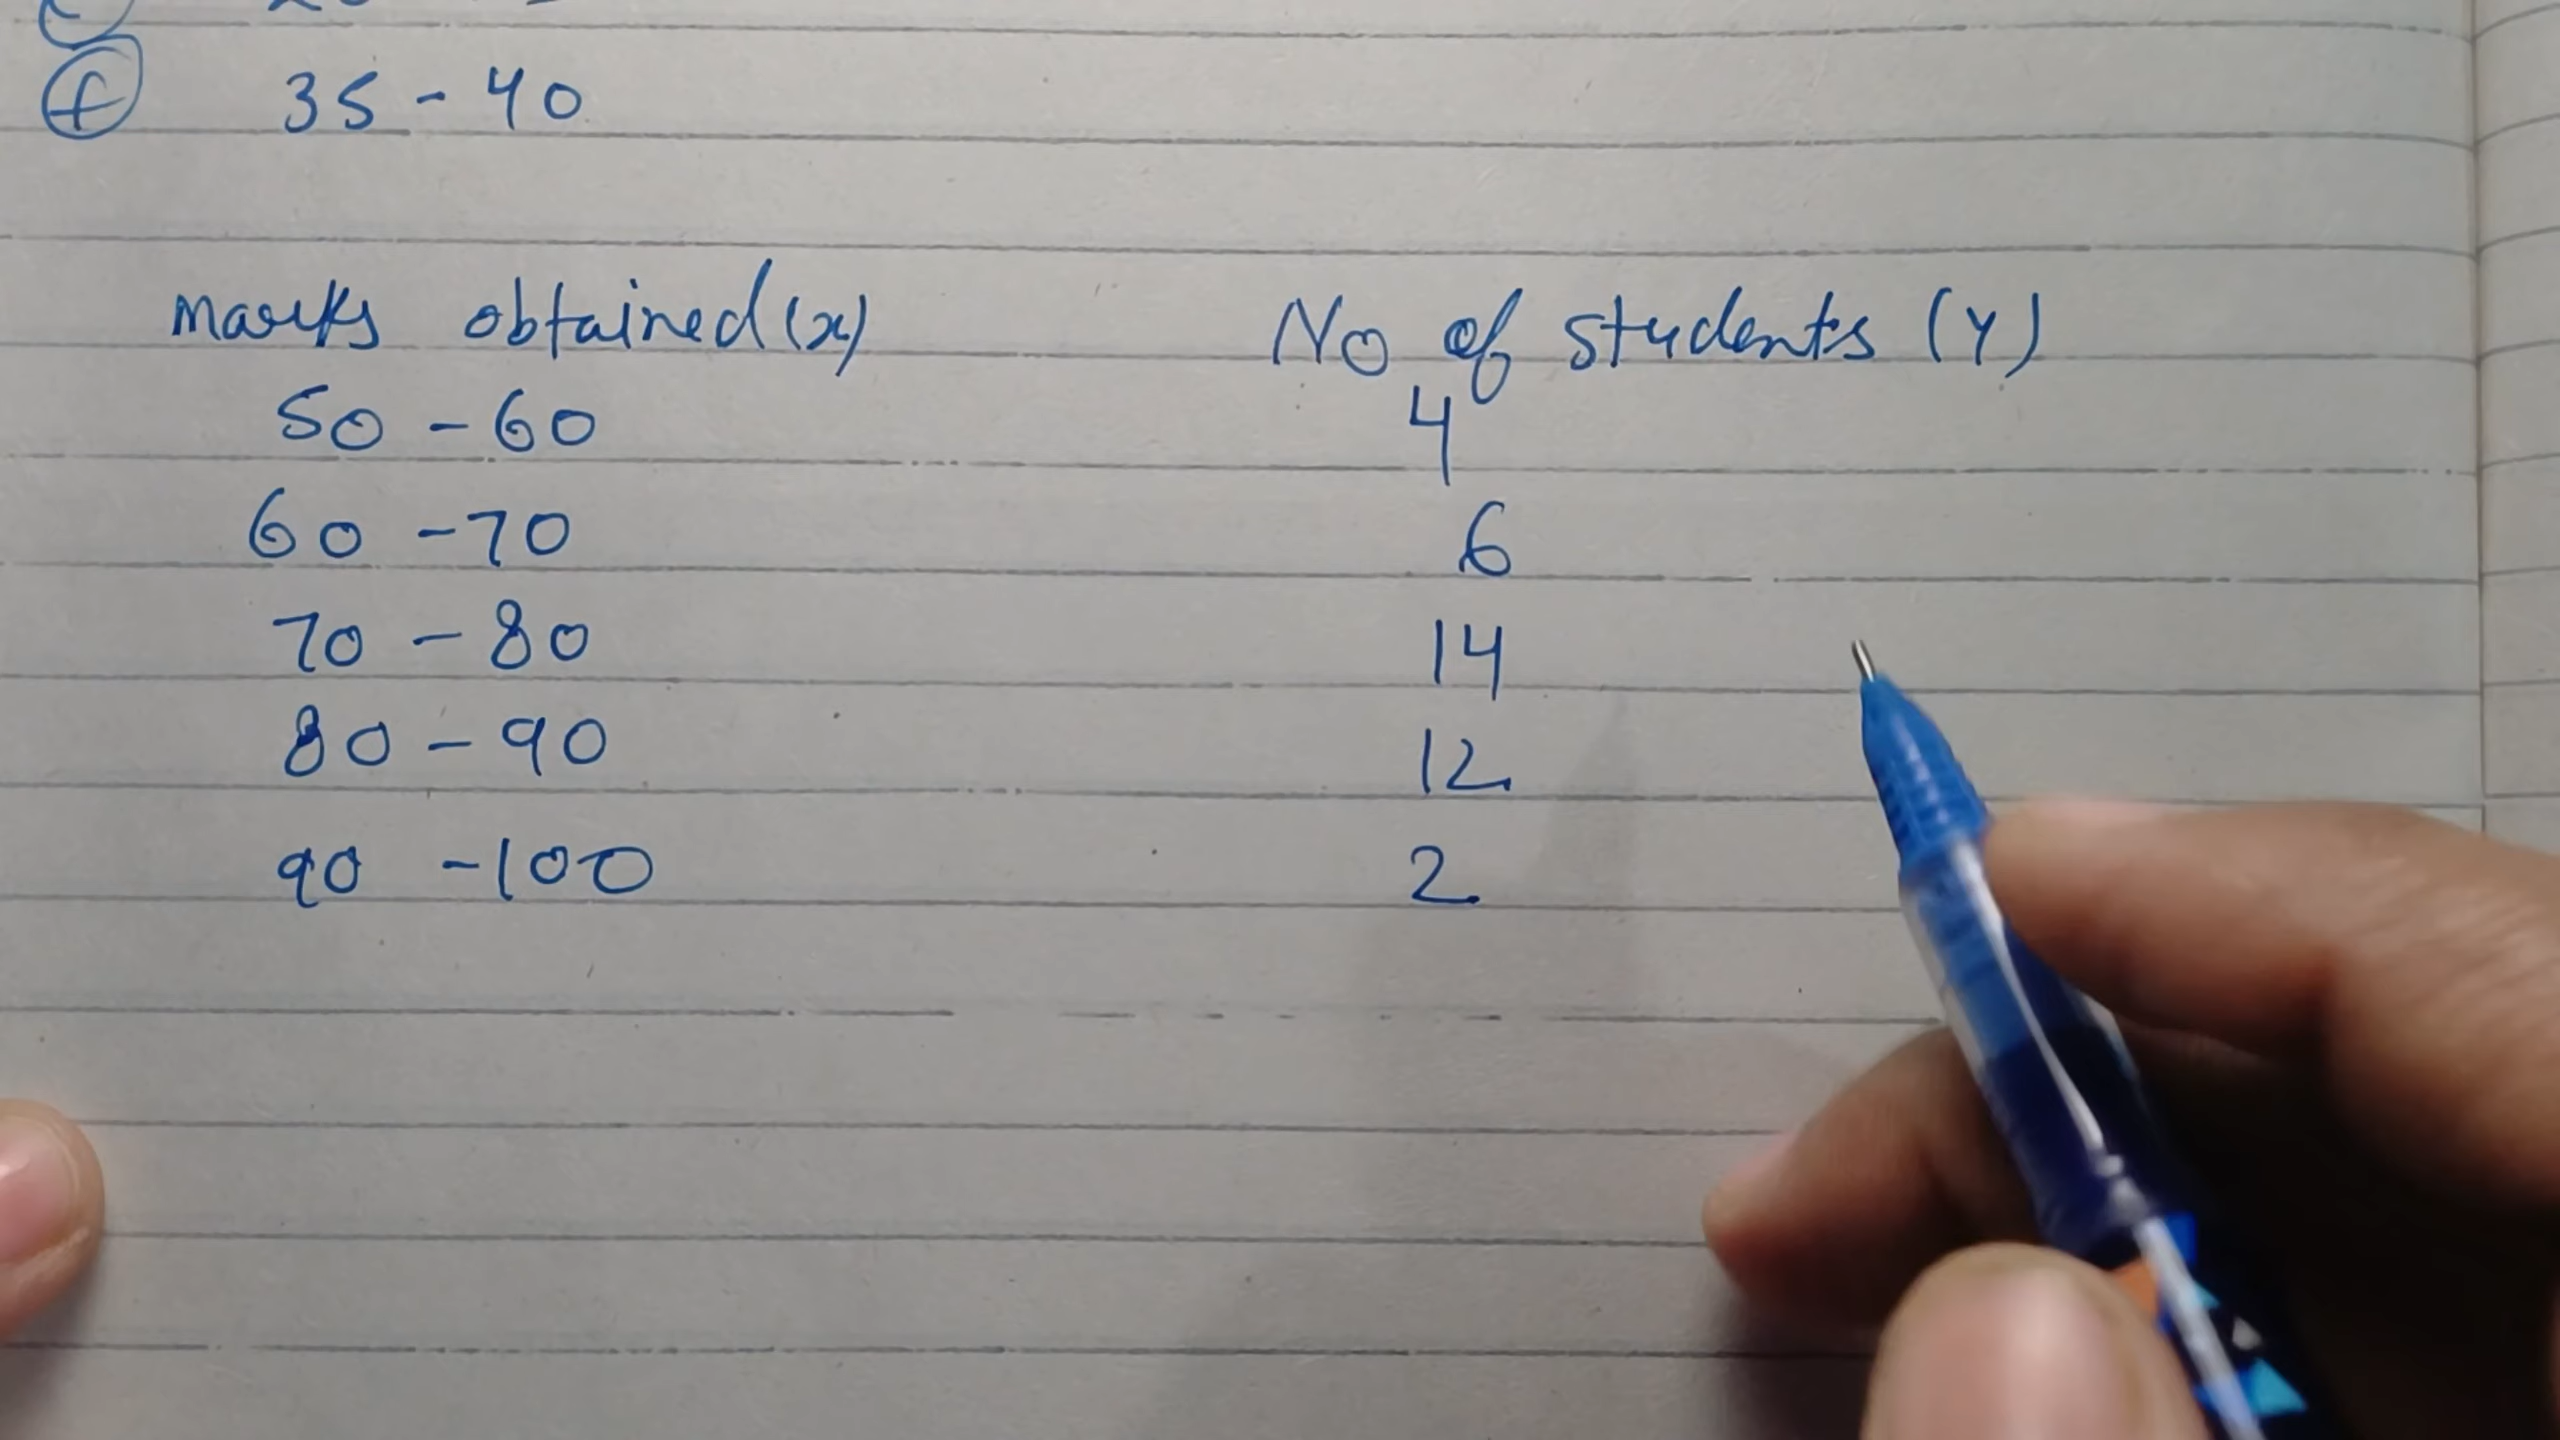 f 35 - 40
marks obtained (x) No of students (Y)
50 - 60 4
60 - 70 6
70 - 80 14
80 - 90 12
90 - 100 2